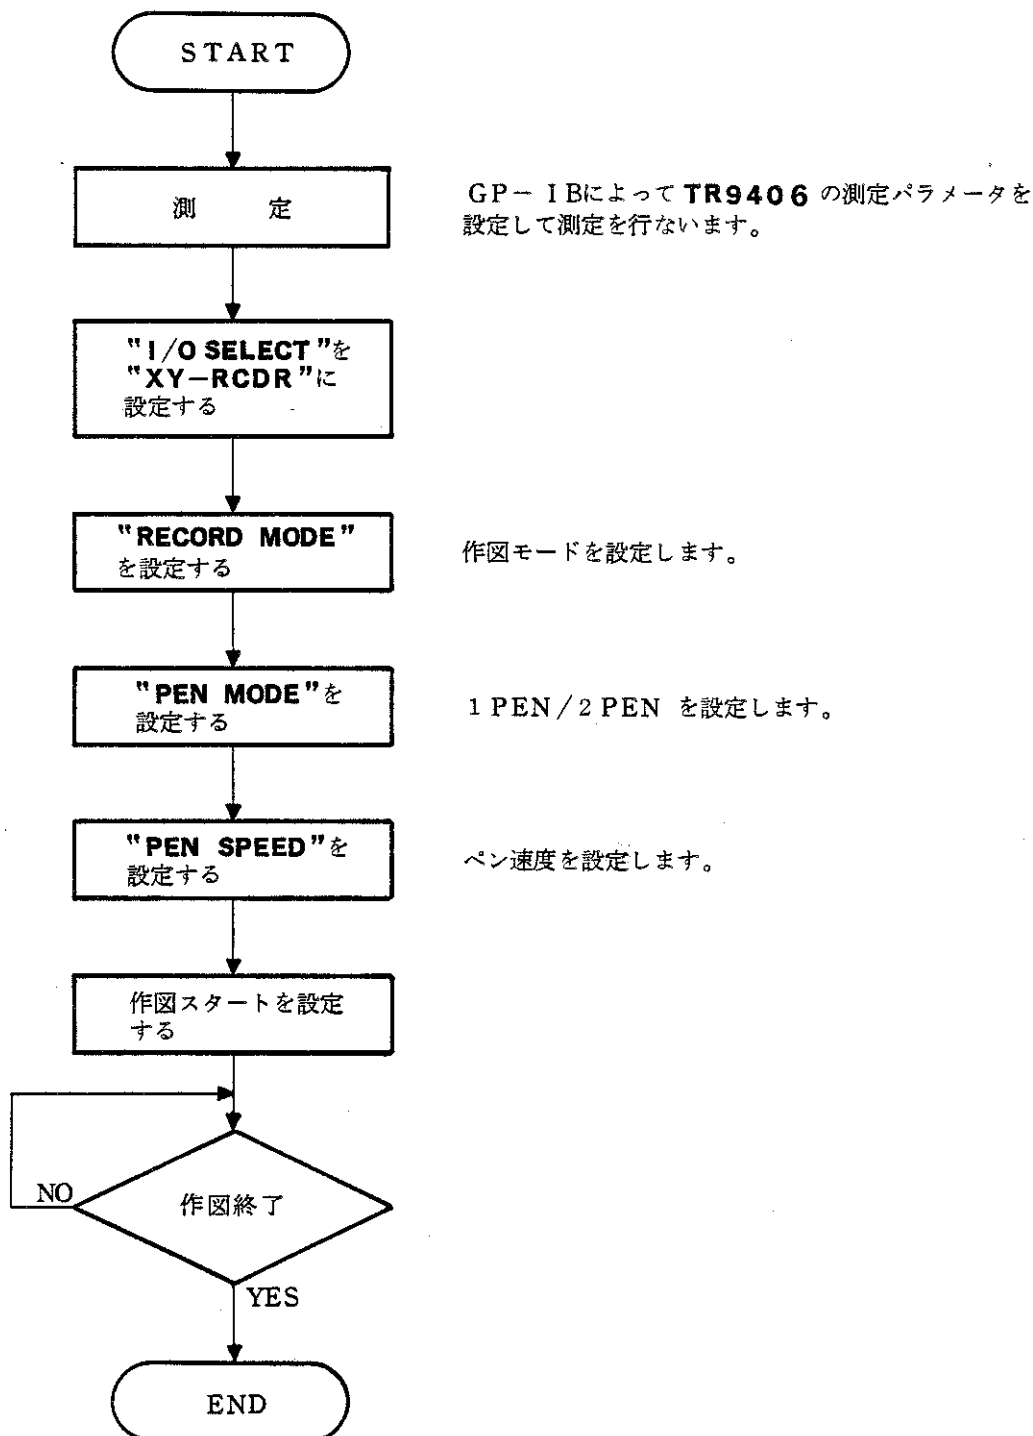 START
測 定
GP-IBによって TR9406 の測定パラメータを
設定して測定を行ないます。
"I/O SELECT"を
"XY-RCDR"に
設定する
"RECORD MODE"
を設定する
作図モードを設定します。
"PEN MODE"を
設定する
1 PEN/2 PEN を設定します。
"PEN SPEED"を
設定する
ペン速度を設定します。
作図スタートを設定
する
NO
作図終了
YES
END